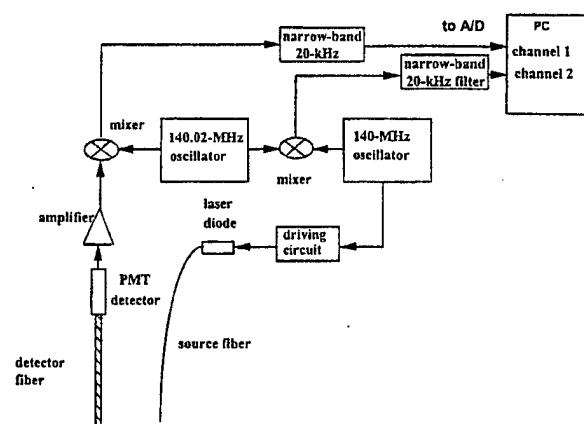 narrow-band
20-kHz
to A/D
PC
channel 1
channel 2
narrow-band
20-kHz filter
mixer
140.02-MHz
oscillator
mixer
140-MHz
oscillator
amplifier
laser
diode
driving
circuit
PMT
detector
source fiber
detector
fiber